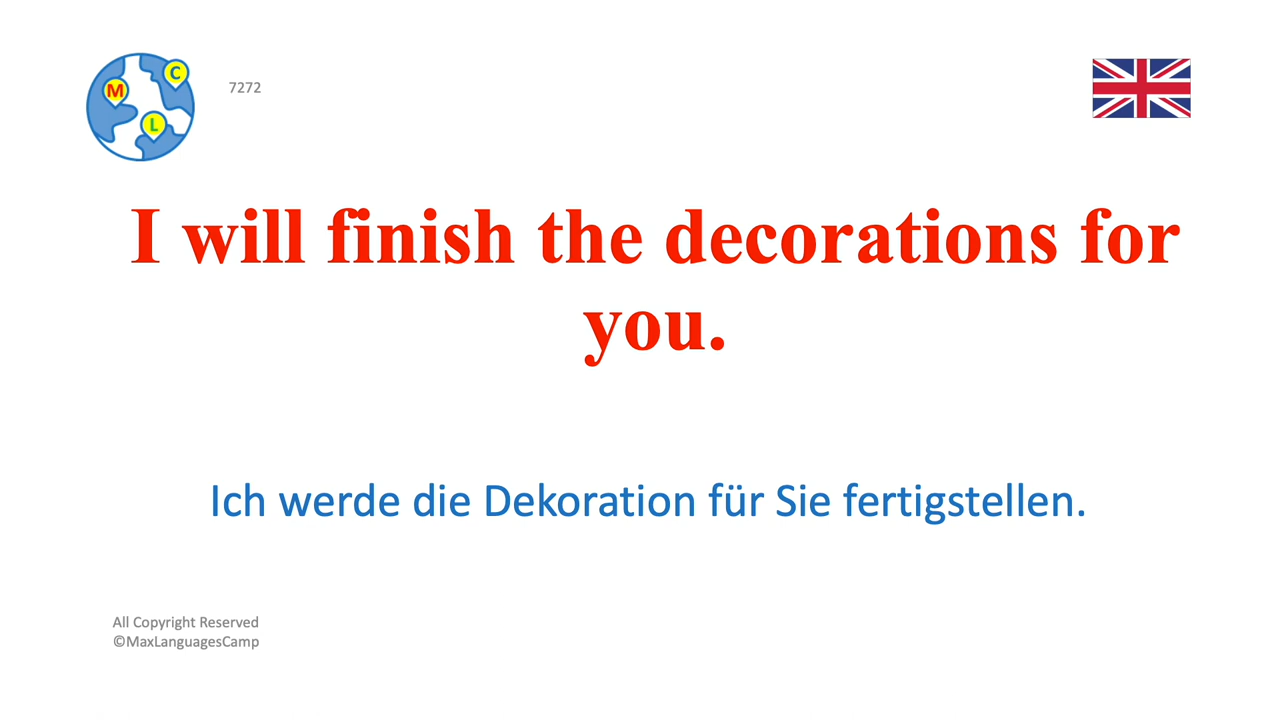 C
M
L
7272
I will finish the decorations for
you.
Ich werde die Dekoration für Sie fertigstellen.
All Copyright Reserved
©MaxLanguagesCamp